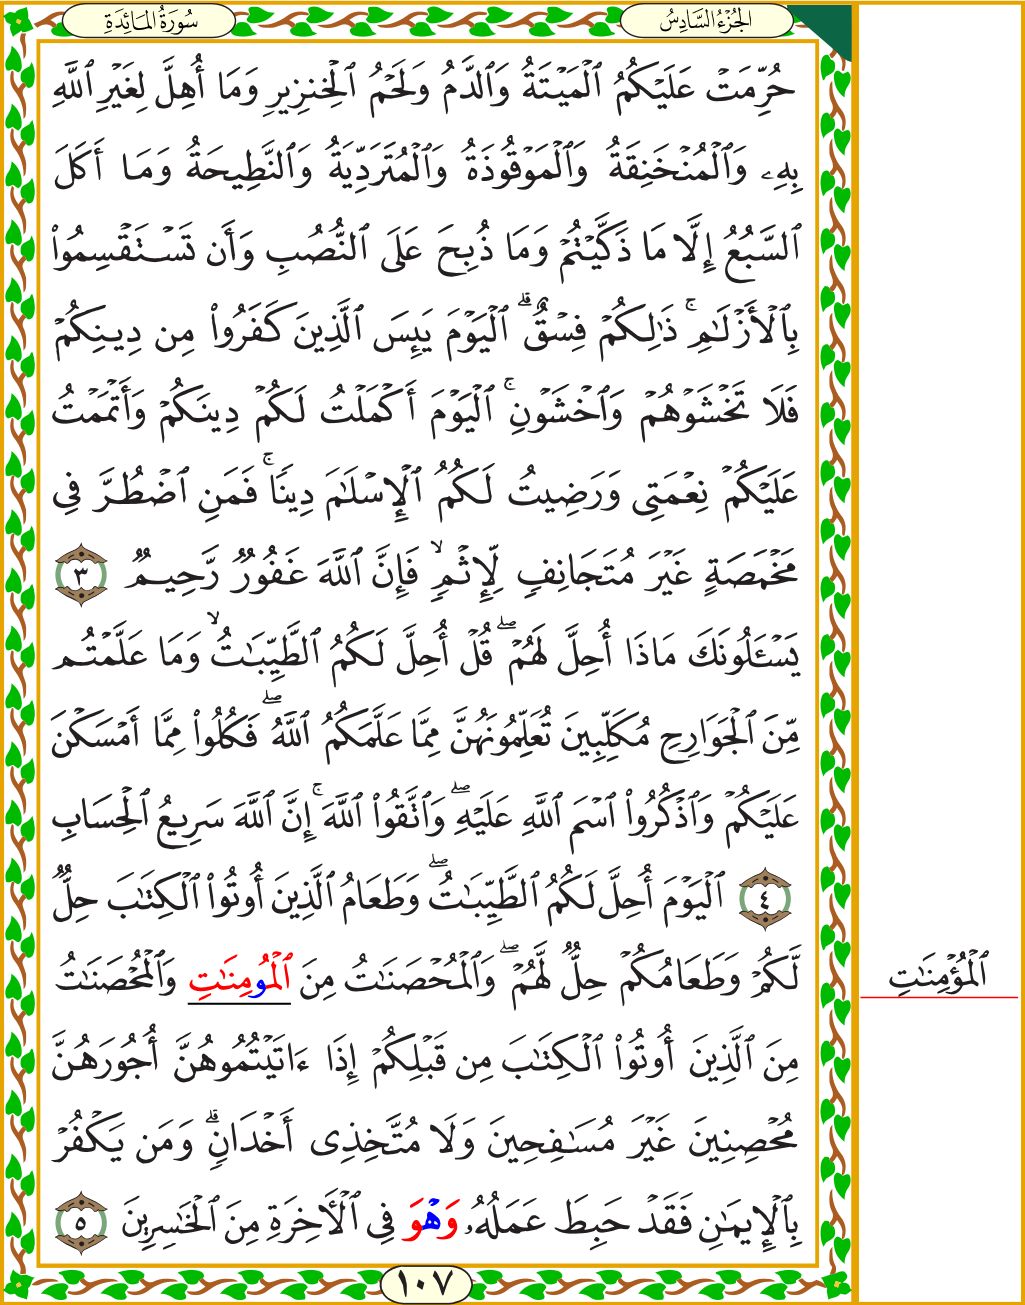 الجُزْءُ السَّادِسُ
سُورَةُ المَائِدَةِ
حُرِّمَتۡ عَلَيۡكُمُ ٱلۡمَيۡتَةُ وَٱلدَّمُ وَلَحۡمُ ٱلۡخِنزِيرِ وَمَآ أُهِلَّ لِغَيۡرِ ٱللَّهِ
بِهِۦ وَٱلۡمُنۡخَنِقَةُ وَٱلۡمَوۡقُوذَةُ وَٱلۡمُتَرَدِّيَةُ وَٱلنَّطِيحَةُ وَمَآ أَكَلَ
ٱلسَّبُعُ إِلَّا مَا ذَكَّيۡتُمۡ وَمَا ذُبِحَ عَلَى ٱلنُّصُبِ وَأَن تَسۡتَقۡسِمُواْ
بِٱلۡأَزۡلَٰمِۚ ذَٰلِكُمۡ فِسۡقٌۗ ٱلۡيَوۡمَ يَئِسَ ٱلَّذِينَ كَفَرُواْ مِن دِينِكُمۡ
فَلَا تَخۡشَوۡهُمۡ وَٱخۡشَوۡنِۚ ٱلۡيَوۡمَ أَكۡمَلۡتُ لَكُمۡ دِينَكُمۡ وَأَتۡمَمۡتُ
عَلَيۡكُمۡ نِعۡمَتِي وَرَضِيتُ لَكُمُ ٱلۡإِسۡلَٰمَ دِينٗاۚ فَمَنِ ٱضۡطُرَّ فِي
مَخۡمَصَةٍ غَيۡرَ مُتَجَانِفٖ لِّإِثۡمٖۙ فَإِنَّ ٱللَّهَ غَفُورٞ رَّحِيمٞ ٣
يَسۡـَٔلُونَكَ مَاذَآ أُحِلَّ لَهُمۡۖ قُلۡ أُحِلَّ لَكُمُ ٱلطَّيِّبَٰتُۙ وَمَا عَلَّمۡتُم
مِّنَ ٱلۡجَوَارِحِ مُكَلِّبِينَ تُعَلِّمُونَهُنَّ مِمَّا عَلَّمَكُمُ ٱللَّهُۖ فَكُلُواْ مِمَّآ أَمۡسَكۡنَ
عَلَيۡكُمۡ وَٱذۡكُرُواْ ٱسۡمَ ٱللَّهِ عَلَيۡهِۖ وَٱتَّقُواْ ٱللَّهَۚ إِنَّ ٱللَّهَ سَرِيعُ ٱلۡحِسَابِ
٤ ٱلۡيَوۡمَ أُحِلَّ لَكُمُ ٱلطَّيِّبَٰتُۖ وَطَعَامُ ٱلَّذِينَ أُوتُواْ ٱلۡكِتَٰبَ حِلّٞ
لَّكُمۡ وَطَعَامُكُمۡ حِلّٞ لَّهُمۡۖ وَٱلۡمُحۡصَنَٰتُ مِنَ ٱلۡمُومِنَٰتِ وَٱلۡمُحۡصَنَٰتُ
ٱلۡمُؤۡمِنَٰتِ
مِنَ ٱلَّذِينَ أُوتُواْ ٱلۡكِتَٰبَ مِن قَبۡلِكُمۡ إِذَآ ءَاتَيۡتُمُوهُنَّ أُجُورَهُنَّ
مُحۡصِنِينَ غَيۡرَ مُسَٰفِحِينَ وَلَا مُتَّخِذِيٓ أَخۡدَانٖۗ وَمَن يَكۡفُرۡ
بِٱلۡإِيمَٰنِ فَقَدۡ حَبِطَ عَمَلُهُۥ وَهۡوَ فِي ٱلۡأٓخِرَةِ مِنَ ٱلۡخَٰسِرِينَ ٥
١٠٧